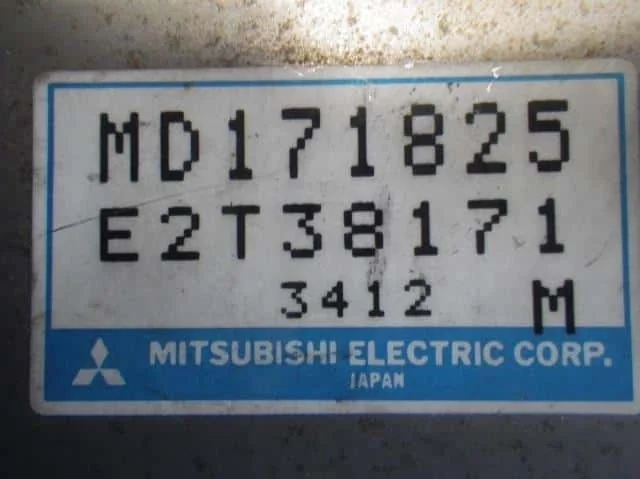 MD171825
E2T38171
3412 M
MITSUBISHI ELECTRIC CORP.
JAPAN